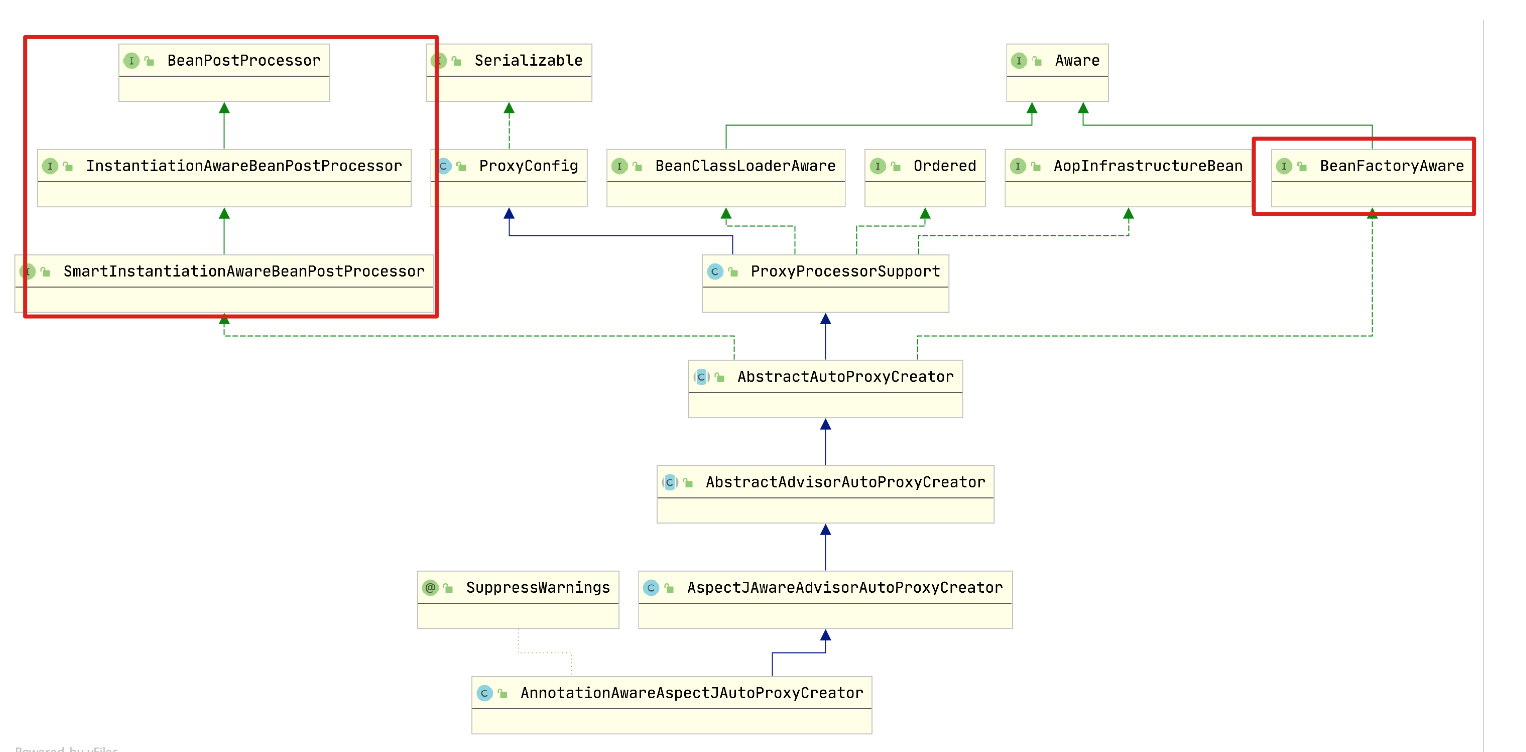 BeanPostProcessor
Serializable
Aware
InstantiationAwareBeanPostProcessor
ProxyConfig
BeanClassLoaderAware
Ordered
AopInfrastructureBean
BeanFactoryAware
SmartInstantiationAwareBeanPostProcessor
ProxyProcessorSupport
AbstractAutoProxyCreator
AbstractAdvisorAutoProxyCreator
SuppressWarnings
AspectJAwareAdvisorAutoProxyCreator
AnnotationAwareAspectJAutoProxyCreator
Powered by yFiles